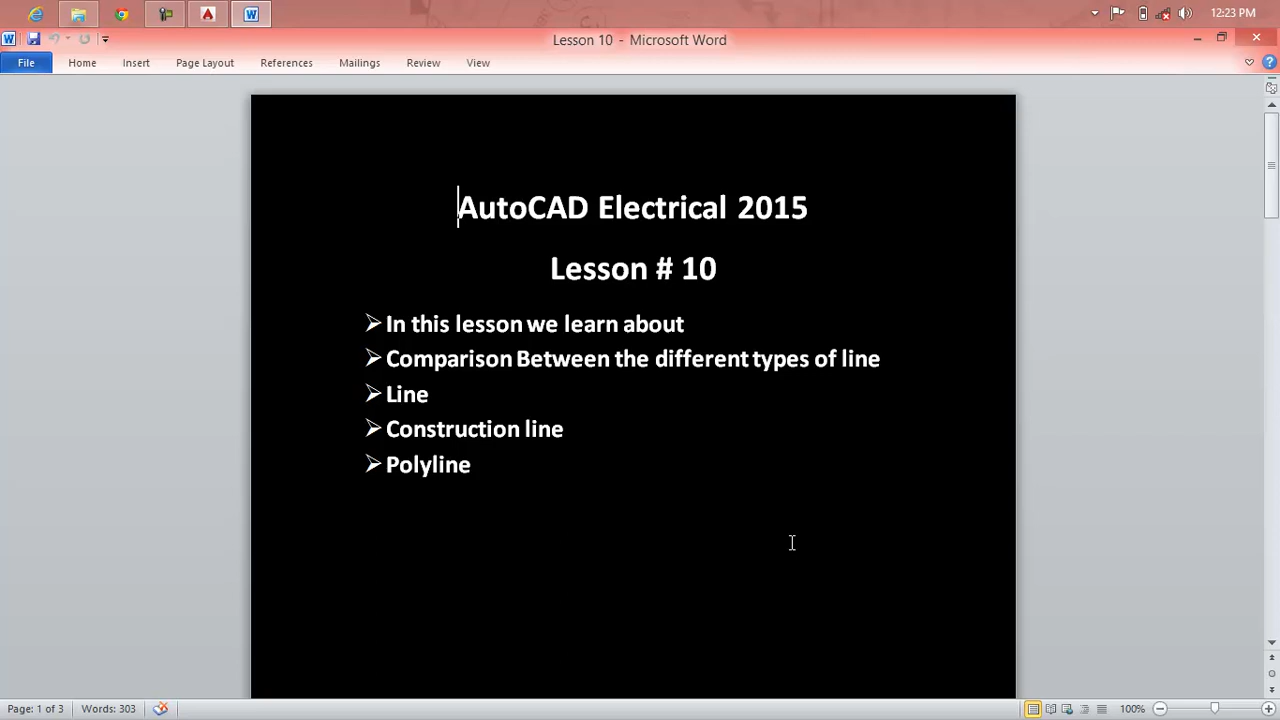 12:23 PM
Lesson 10 - Microsoft Word
File Home Insert Page Layout References Mailings Review View
AutoCAD Electrical 2015
Lesson # 10
In this lesson we learn about
Comparison Between the different types of line
Line
Construction line
Polyline
Page: 1 of 3 Words: 303 100%